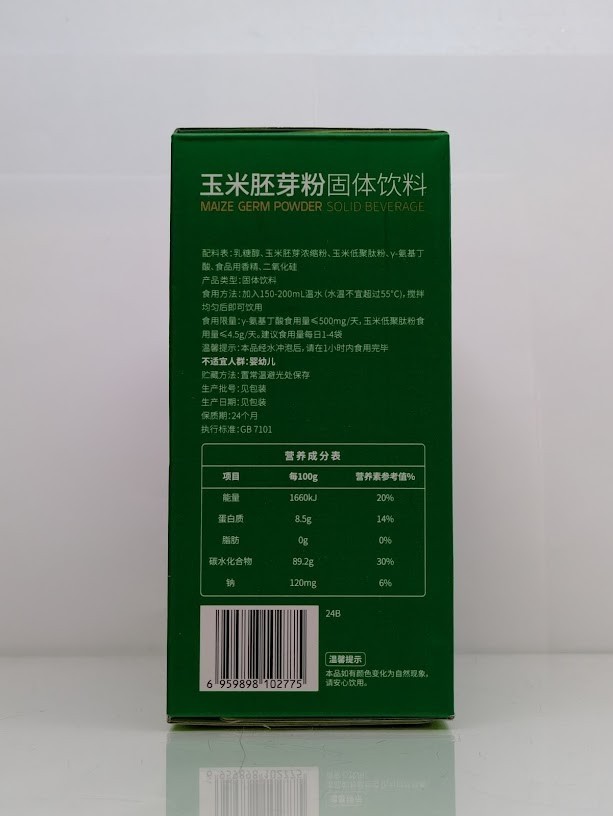 玉米胚芽粉固体饮料
MAIZE GERM POWDER SOLID BEVERAGE
配料表:乳糖醇、玉米胚芽浓缩粉、玉米低聚肽粉、γ-氨基丁
酸、食品用香精、二氧化硅
产品类型:固体饮料
食用方法:加入150-200mL温水(水温不宜超过55℃),搅拌
均匀后即可饮用
食用限量:γ-氨基丁酸食用量≤500mg/天,玉米低聚肽粉食
用量≤4.5g/天。建议食用量每日1-4袋
温馨提示:本品经水冲泡后,请在1小时内食用完毕
不适宜人群:婴幼儿
贮藏方法:置常温避光处保存
生产批号:见包装
生产日期:见包装
保质期:24个月
执行标准:GB 7101
营养成分表
项目 每100g 营养素参考值%
能量 1660kJ 20%
蛋白质 8.5g 14%
脂肪 0g 0%
碳水化合物 89.2g 30%
钠 120mg 6%
24B
6 959898 102775
温馨提示
本品如有颜色变化为自然现象。
请安心饮用。